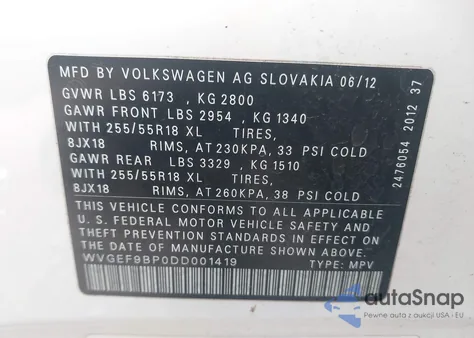 MFD BY VOLKSWAGEN AG SLOVAKIA 06/12
GVWR LBS 6173 , KG 2800
GAWR FRONT LBS 2954 , KG 1340
WITH 255/55R18 XL TIRES,
8JX18 RIMS, AT 230KPA, 33 PSI COLD
GAWR REAR LBS 3329 , KG 1510
WITH 255/55R18 XL TIRES,
8JX18 RIMS, AT 260KPA, 38 PSI COLD
THIS VEHICLE CONFORMS TO ALL APPLICABLE
U.S. FEDERAL MOTOR VEHICLE SAFETY AND
THEFT PREVENTION STANDARDS IN EFFECT ON
THE DATE OF MANUFACTURE SHOWN ABOVE.
WVGEF9BP0DD001419 TYPE: MPV
2476054 2012 37
autoSnap
Pewne auta z aukcji USA i EU